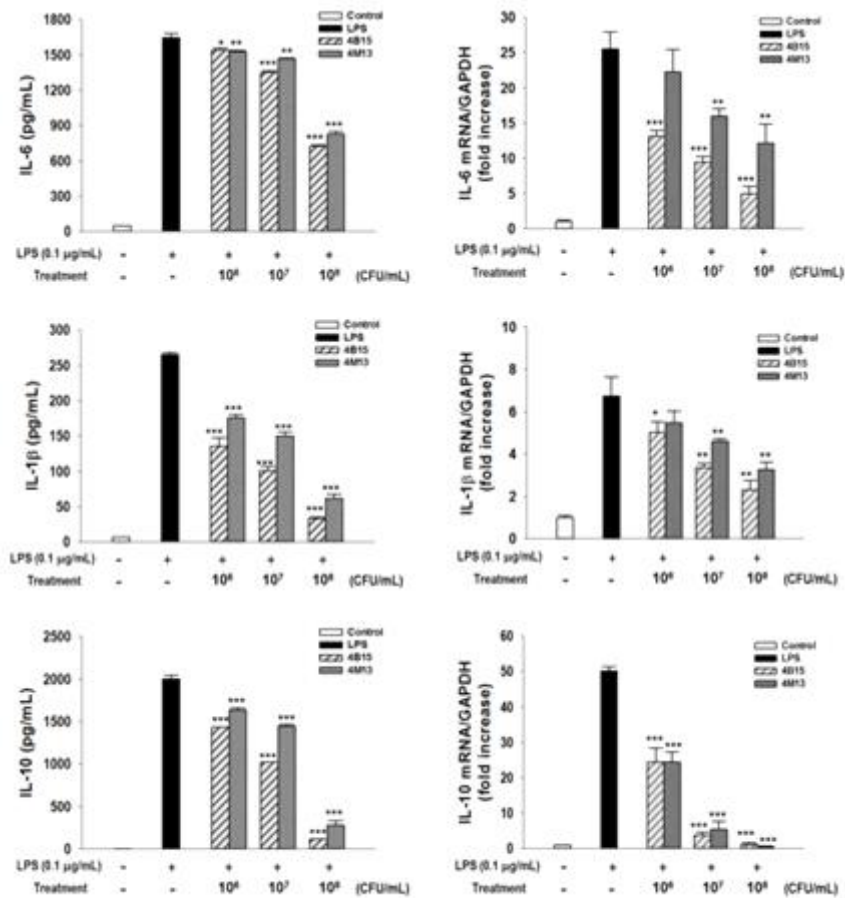 1800
1500
1200
900
600
300
0
IL-6 (pg/mL)
Control
LPS
4B15
4M13
* ** *** ** *** ***
LPS (0.1 µg/mL) - + + + +
Treatment - - 10⁶ 10⁷ 10⁸ (CFU/mL)
30
25
20
15
10
5
0
IL-6 mRNA/GAPDH
(fold increase)
Control
LPS
4B15
4M13
*** *** ** *** **
LPS (0.1 µg/mL) - + + + +
Treatment - - 10⁶ 10⁷ 10⁸ (CFU/mL)
300
250
200
150
100
50
0
IL-1β (pg/mL)
Control
LPS
4B15
4M13
*** *** *** *** *** ***
LPS (0.1 µg/mL) - + + + +
Treatment - - 10⁶ 10⁷ 10⁸ (CFU/mL)
10
8
6
4
2
0
IL-1β mRNA/GAPDH
(fold increase)
Control
LPS
4B15
4M13
* ** ** ** **
LPS (0.1 µg/mL) - + + + +
Treatment - - 10⁶ 10⁷ 10⁸ (CFU/mL)
2500
2000
1500
1000
500
0
IL-10 (pg/mL)
Control
LPS
4B15
4M13
*** *** *** *** *** ***
LPS (0.1 µg/mL) - + + + +
Treatment - - 10⁶ 10⁷ 10⁸ (CFU/mL)
60
50
40
30
20
10
0
IL-10 mRNA/GAPDH
(fold increase)
Control
LPS
4B15
4M13
*** *** *** *** *** ***
LPS (0.1 µg/mL) - + + + +
Treatment - - 10⁶ 10⁷ 10⁸ (CFU/mL)